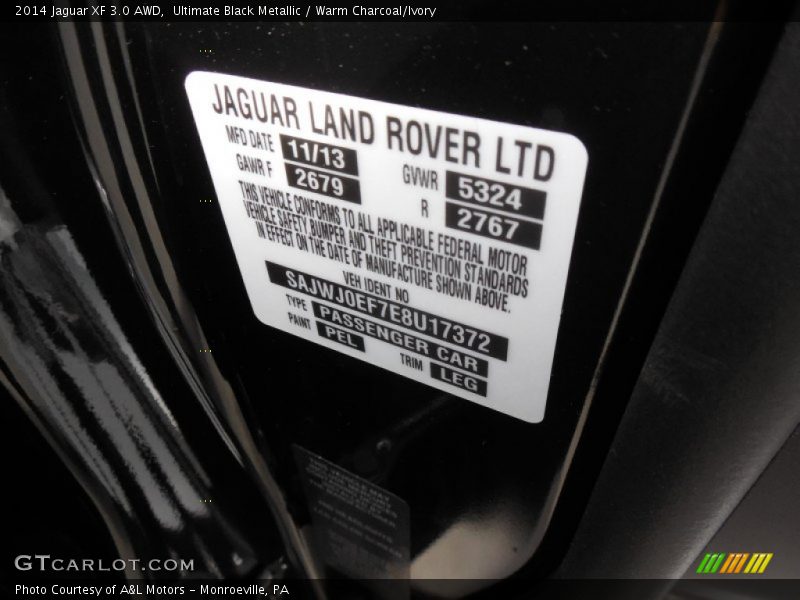 2014 Jaguar XF 3.0 AWD,  Ultimate Black Metallic / Warm Charcoal/Ivory
JAGUAR LAND ROVER LTD
MFD DATE 11/13
GAWR F 2679
GVWR 5324
R 2767
THIS VEHICLE CONFORMS TO ALL APPLICABLE FEDERAL MOTOR
VEHICLE SAFETY BUMPER AND THEFT PREVENTION STANDARDS
IN EFFECT ON THE DATE OF MANUFACTURE SHOWN ABOVE.
VEH IDENT NO
SAJWJ0EF7E8U17372
TYPE PASSENGER CAR
PAINT PEL
TRIM LEG
GTCARLOT.COM
Photo Courtesy of A&L Motors - Monroeville, PA